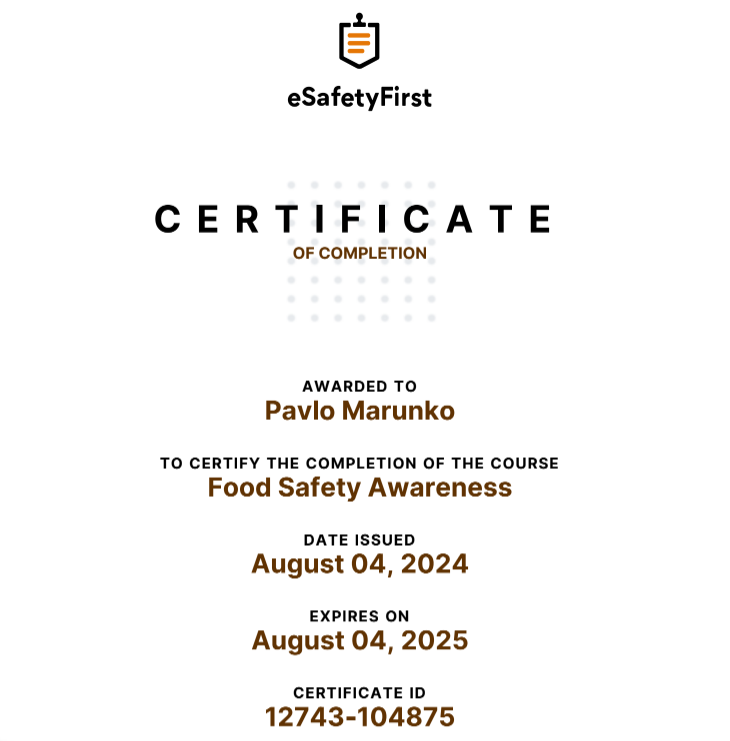 eSafetyFirst
CERTIFICATE
OF COMPLETION
AWARDED TO
Pavlo Marunko
TO CERTIFY THE COMPLETION OF THE COURSE
Food Safety Awareness
DATE ISSUED
August 04, 2024
EXPIRES ON
August 04, 2025
CERTIFICATE ID
12743-104875